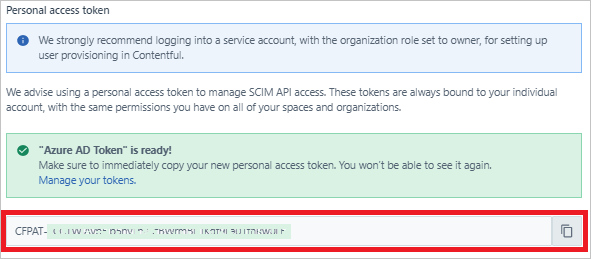 Personal access token
We strongly recommend logging into a service account, with the organization role set to owner, for setting up
user provisioning in Contentful.
We advise using a personal access token to manage SCIM API access. These tokens are always bound to your individual
account, with the same permissions you have on all of your spaces and organizations.
"Azure AD Token" is ready!
Make sure to immediately copy your new personal access token. You won't be able to see it again.
Manage your tokens.
CFPAT-